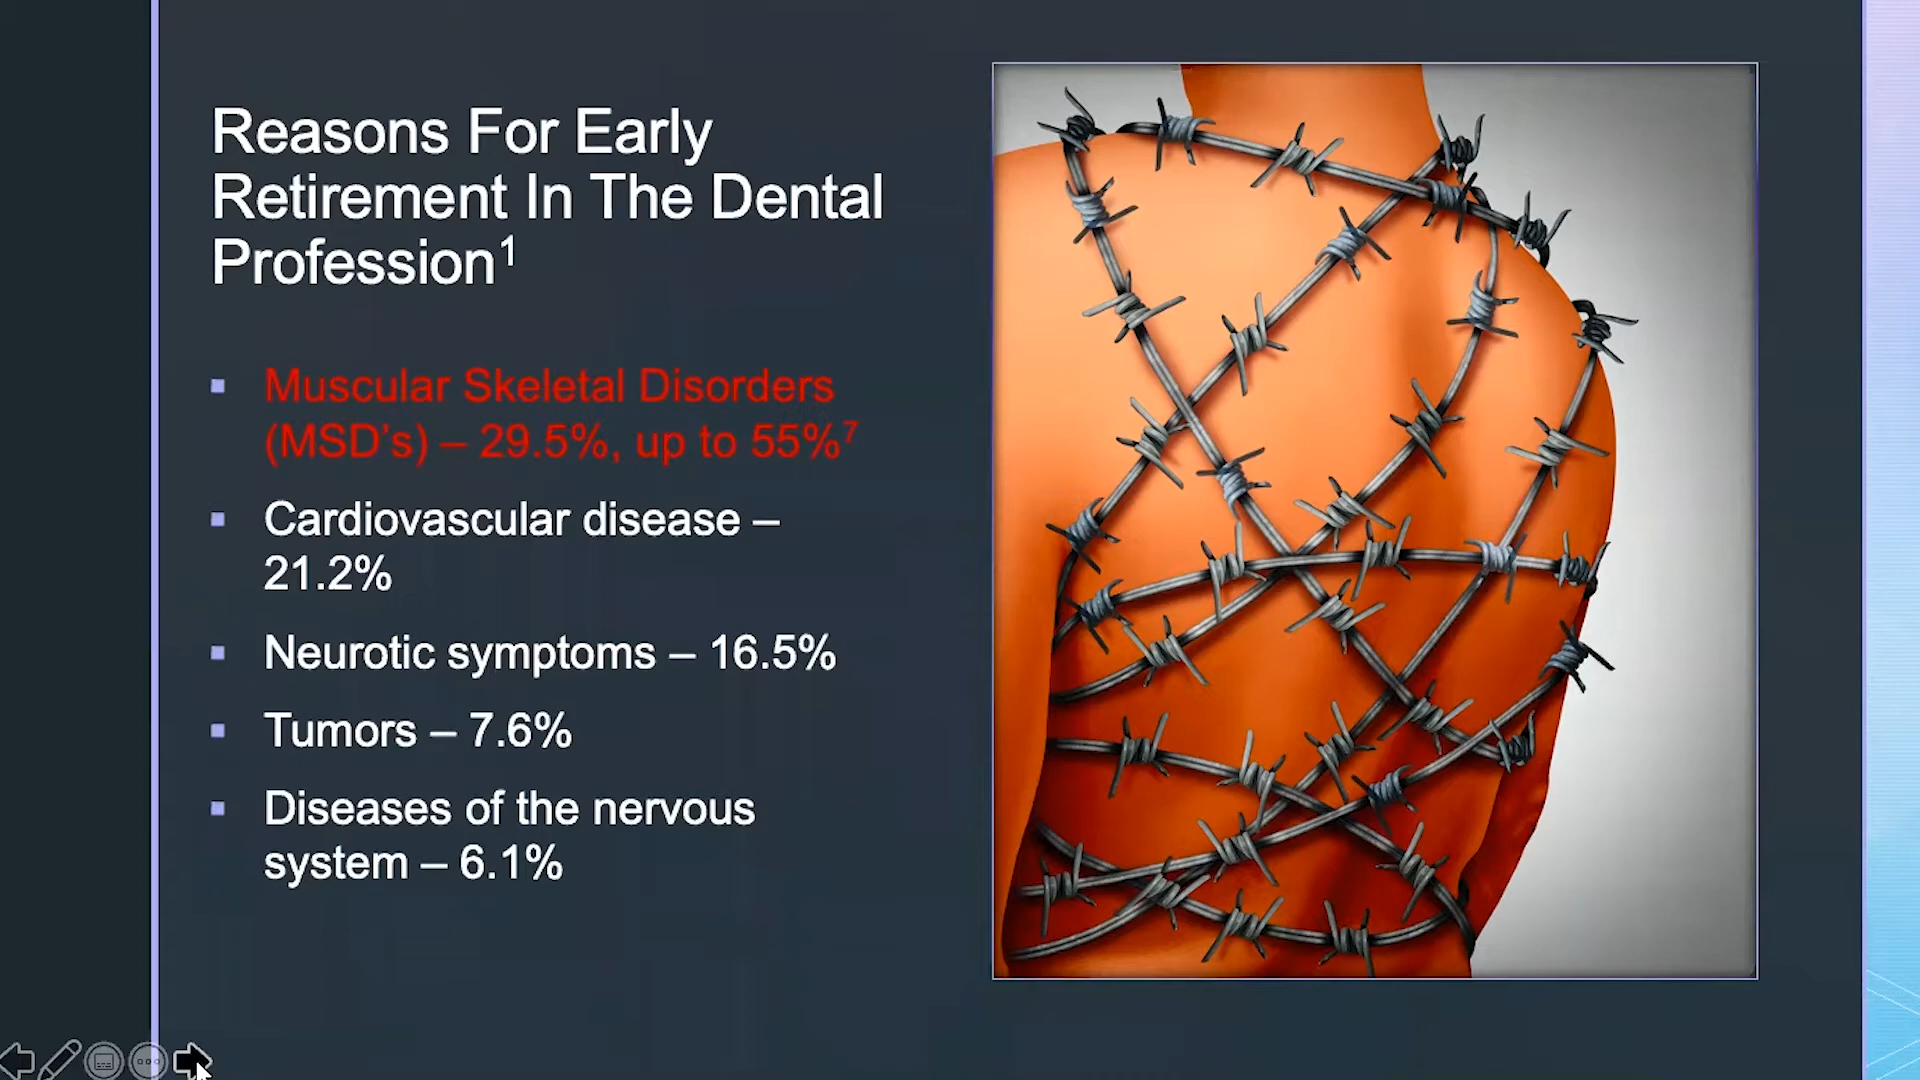 Reasons For Early
Retirement In The Dental
Profession¹
Muscular Skeletal Disorders
(MSD's) – 29.5%, up to 55%⁷
Cardiovascular disease –
21.2%
Neurotic symptoms – 16.5%
Tumors – 7.6%
Diseases of the nervous
system – 6.1%